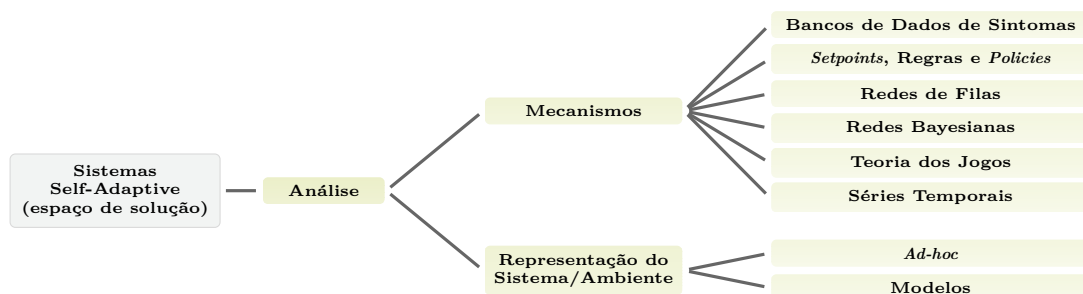 Sistemas
Self-Adaptive
(espaço de solução)
Análise
Mecanismos
Bancos de Dados de Sintomas
Setpoints, Regras e Policies
Redes de Filas
Redes Bayesianas
Teoria dos Jogos
Séries Temporais
Representação do
Sistema/Ambiente
Ad-hoc
Modelos